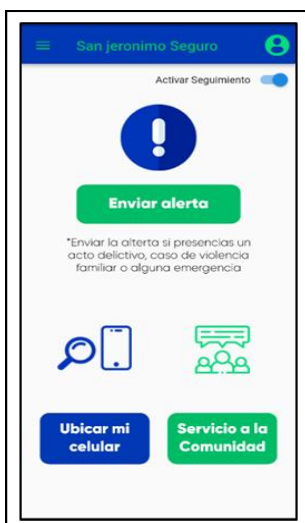 San jeronimo Seguro
Activar Seguimiento
Enviar alerta
*Enviar la alterta si presencias un
acto delictivo, caso de violencia
familiar o alguna emergencia
Ubicar mi
celular
Servicio a la
Comunidad